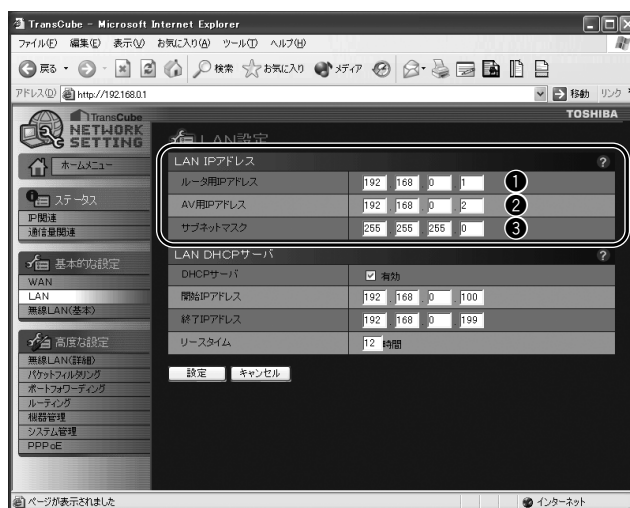 TransCube - Microsoft Internet Explorer
ファイル(F) 編集(E) 表示(V) お気に入り(A) ツール(T) ヘルプ(H)
戻る 検索 お気に入り メディア
アドレス(D) http://192.168.0.1 移動 リンク
TransCube
NETWORK
SETTING
TOSHIBA
ホームメニュー
ステータス
IP関連
通信量関連
基本的な設定
WAN
LAN
無線LAN(基本)
高度な設定
無線LAN(詳細)
パケットフィルタリング
ポートフォワーディング
ルーティング
機器管理
システム管理
PPPoE
LAN設定
LAN IPアドレス ?
ルータ用IPアドレス 192 . 168 . 0 . 1 ❶
AV用IPアドレス 192 . 168 . 0 . 2 ❷
サブネットマスク 255 . 255 . 255 . 0 ❸
LAN DHCPサーバ ?
DHCPサーバ 有効
開始IPアドレス 192 . 168 . 0 . 100
終了IPアドレス 192 . 168 . 0 . 199
リースタイム 12 時間
設定 キャンセル
ページが表示されました インターネット